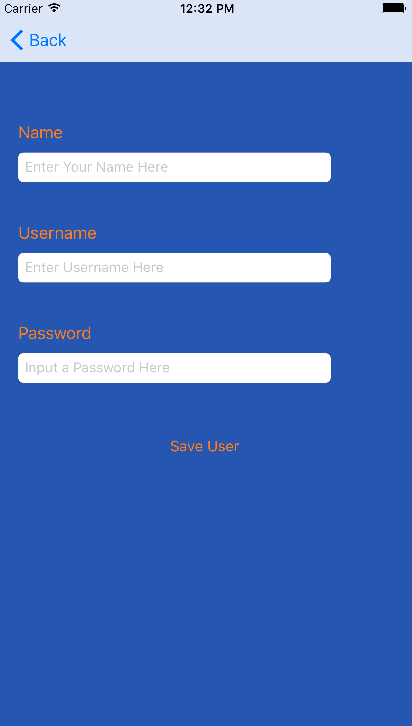 Carrier 12:32 PM
Back
Name
Enter Your Name Here
Username
Enter Username Here
Password
Input a Password Here
Save User